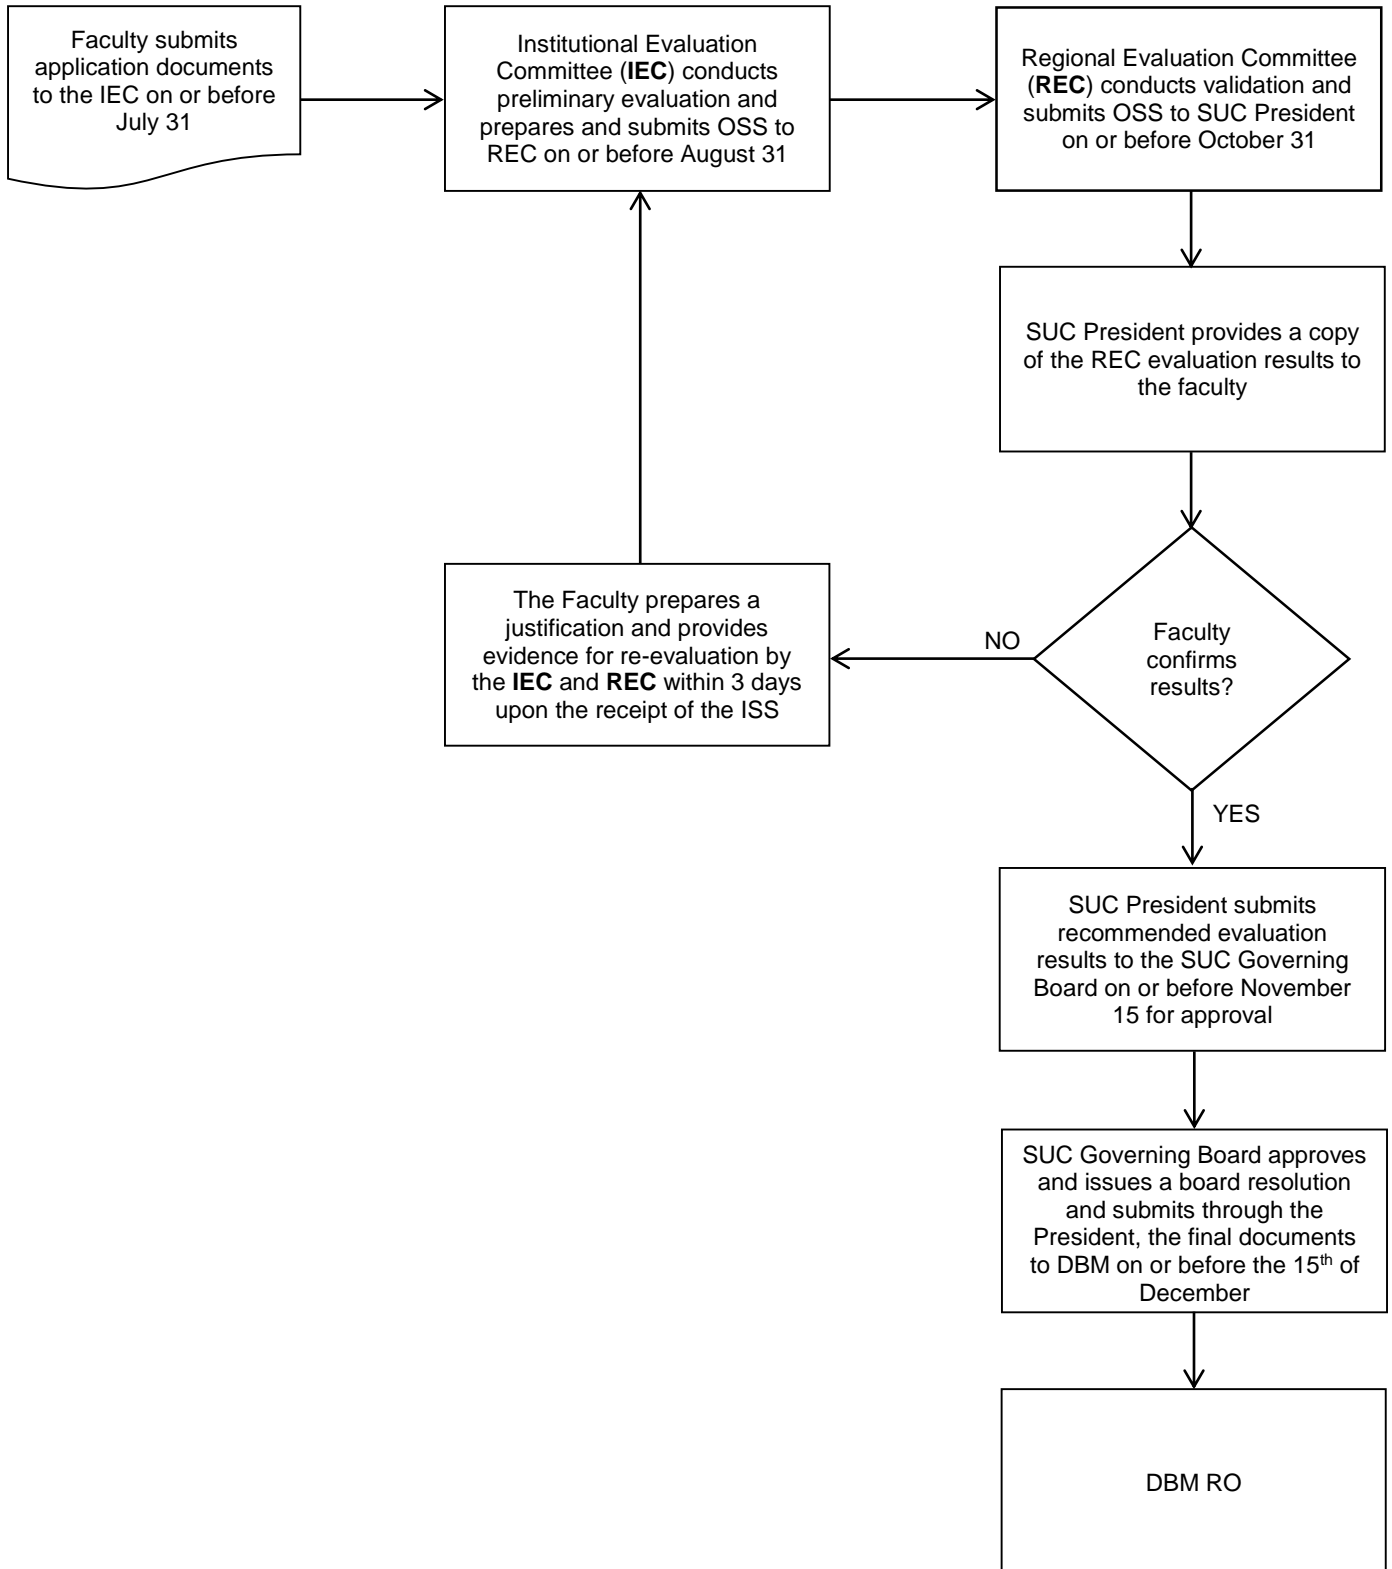 Faculty submits
application documents
to the IEC on or before
July 31
Institutional Evaluation
Committee (IEC) conducts
preliminary evaluation and
prepares and submits OSS to
REC on or before August 31
Regional Evaluation Committee
(REC) conducts validation and
submits OSS to SUC President
on or before October 31
SUC President provides a copy
of the REC evaluation results to
the faculty
Faculty
confirms
results?
NO
The Faculty prepares a
justification and provides
evidence for re-evaluation by
the IEC and REC within 3 days
upon the receipt of the ISS
YES
SUC President submits
recommended evaluation
results to the SUC Governing
Board on or before November
15 for approval
SUC Governing Board approves
and issues a board resolution
and submits through the
President, the final documents
to DBM on or before the 15th of
December
DBM RO